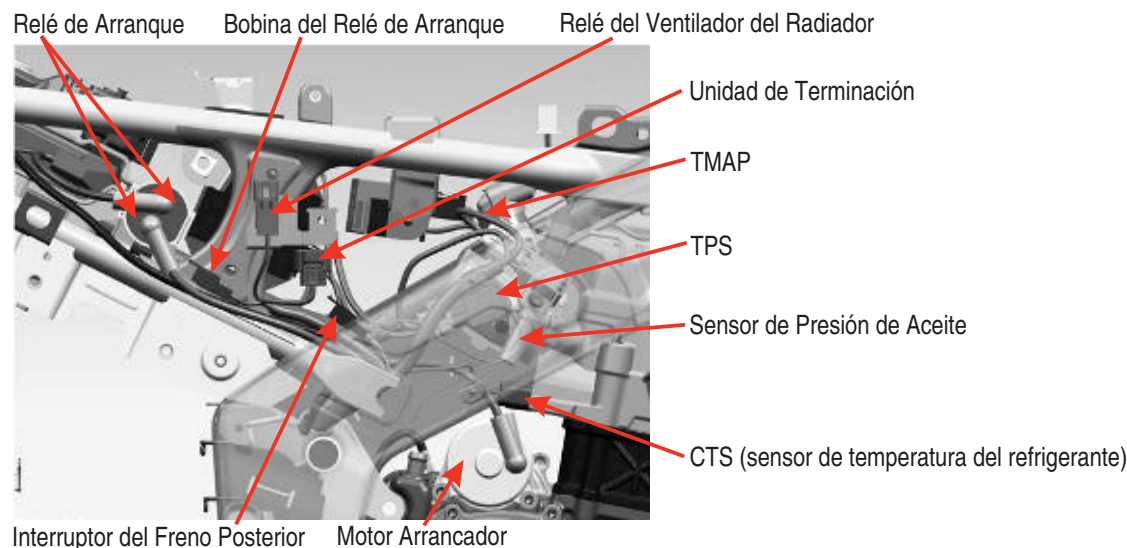 Relé de Arranque
Bobina del Relé de Arranque
Relé del Ventilador del Radiador
Unidad de Terminación
TMAP
TPS
Sensor de Presión de Aceite
CTS (sensor de temperatura del refrigerante)
Interruptor del Freno Posterior
Motor Arrancador